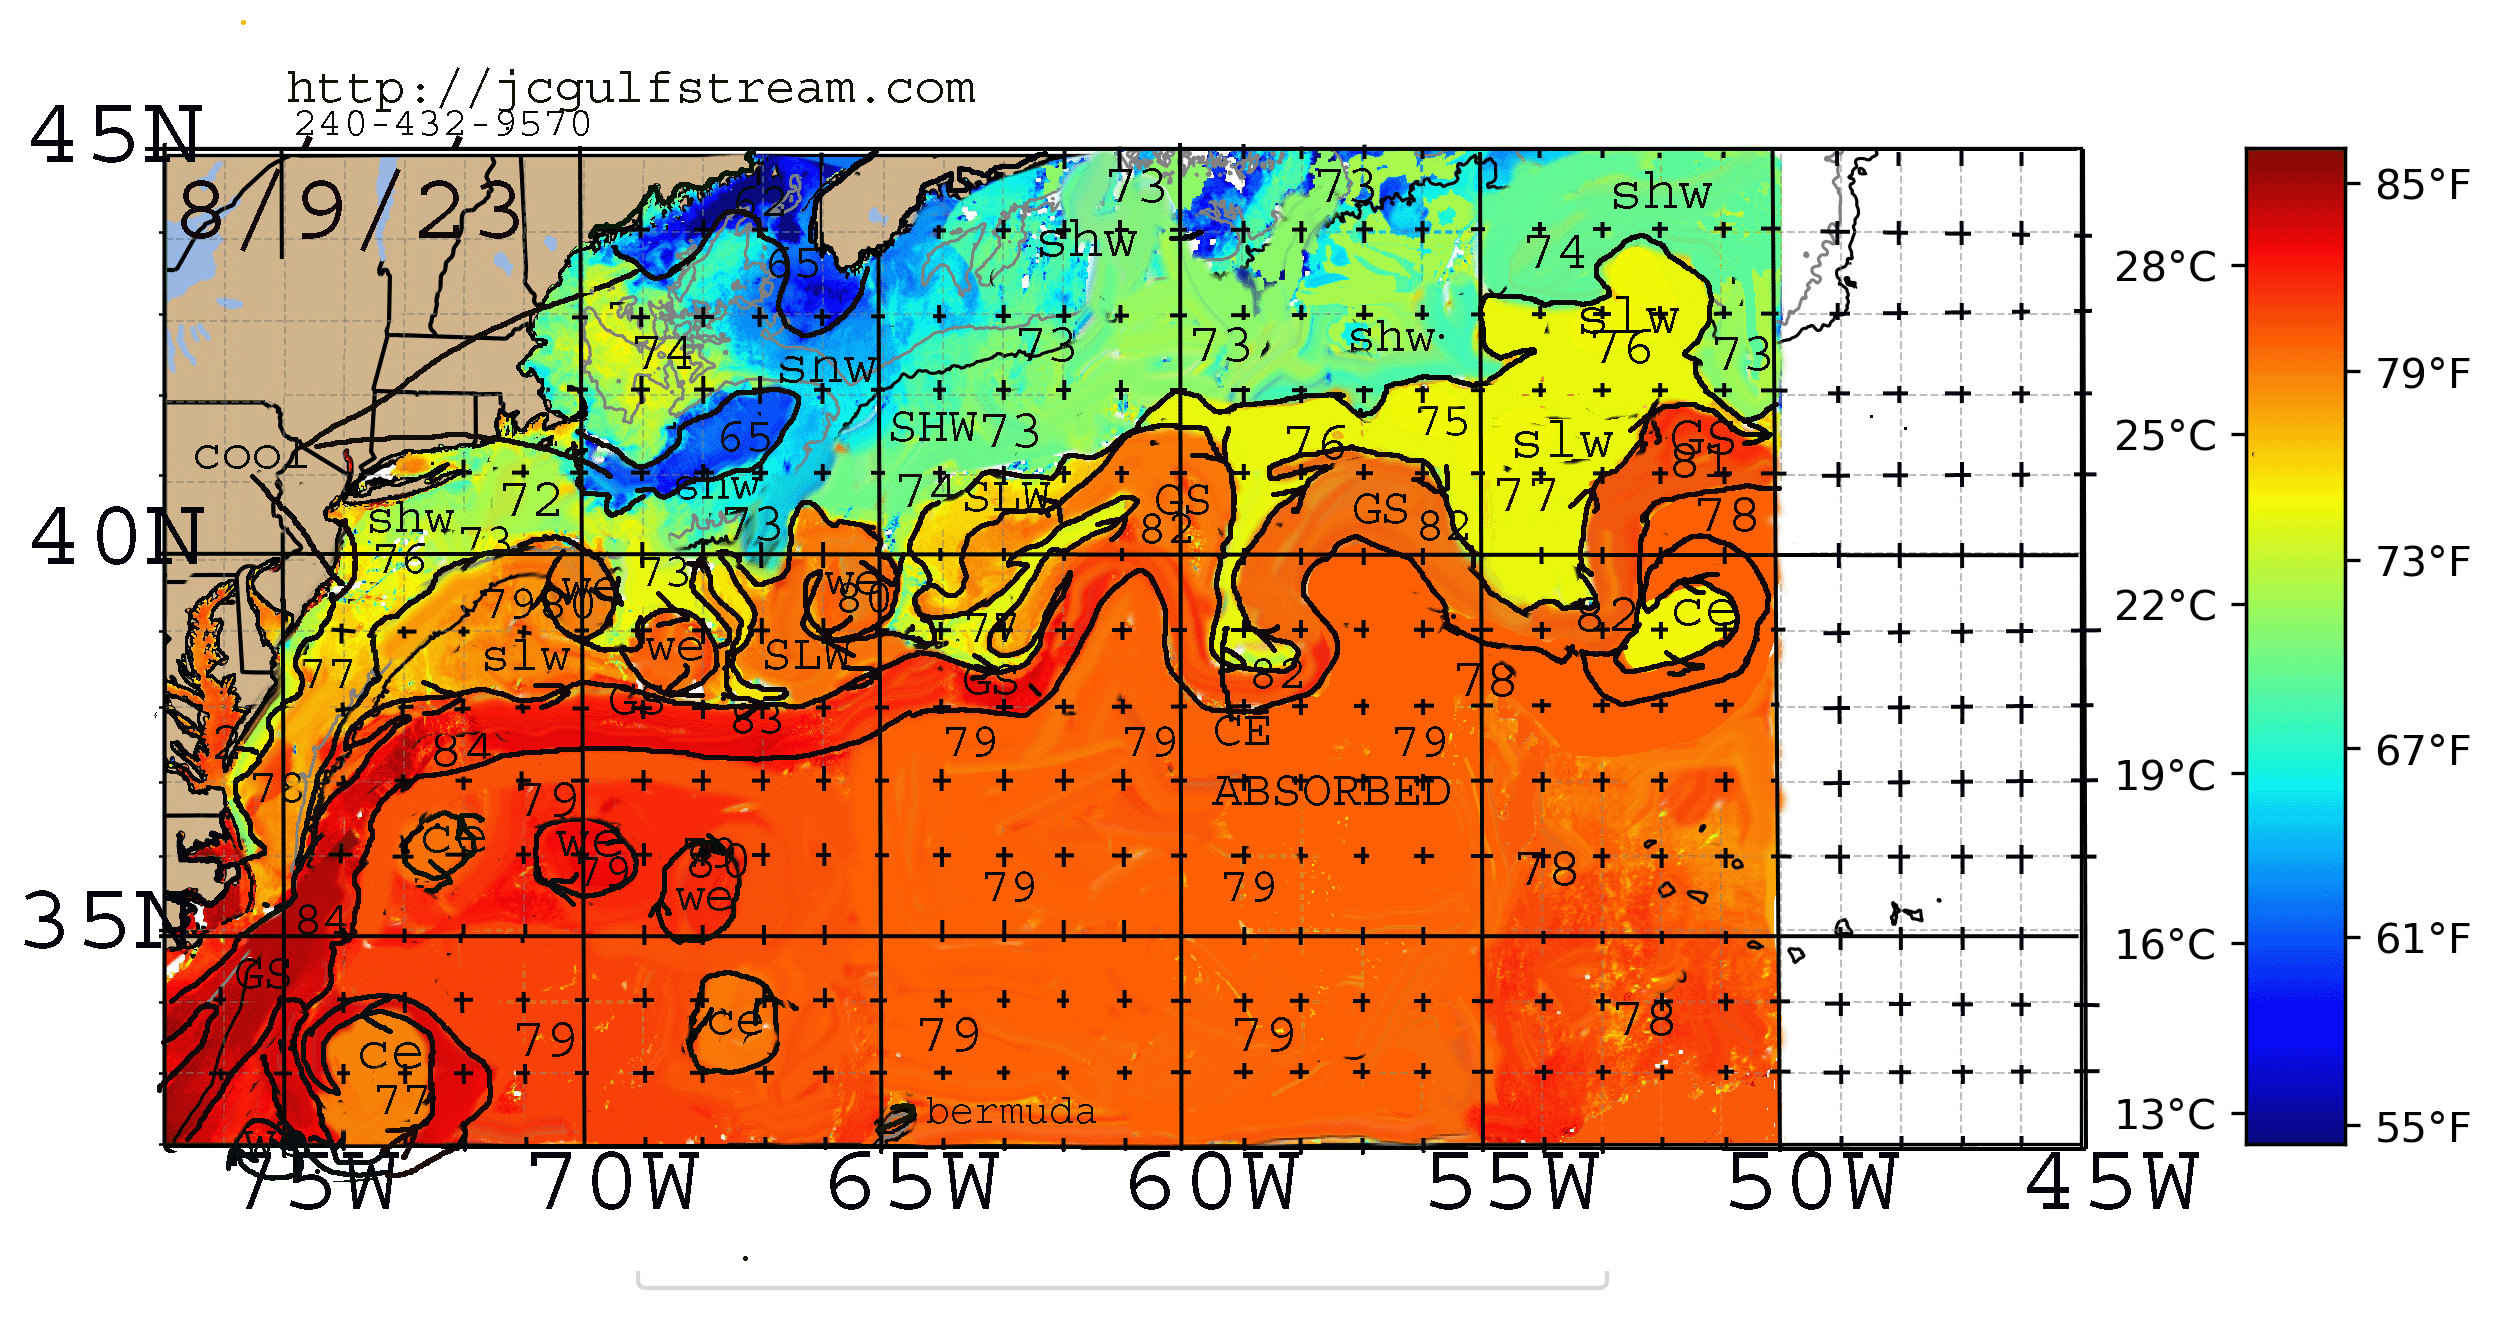 http://jcgulfstream.com
240-432-9570
45N
8/9/23
62
73
73
shw
85°F
shw
74
65
28°C
slw
76
74
73
73
shw
73
snw
79°F
SHW 73
75
76
slw
GS
81
25°C
cool
65
shw
72
74 SLW
GS
82
GS 82
77
78
shw
73
73
40N
76
73
73°F
79 80
we
we
80
82
ce
22°C
77
we
slw
SLW
77
GS
82
78
GS
83
84
79
79
CE
79
67°F
78
79
ABSORBED
19°C
ce
we
79
80
we
79
79
78
35N
84
16°C
61°F
GS
79
ce
79
79
78
ce
77
bermuda
13°C
55°F
75W 70W 65W 60W 55W 50W 45W